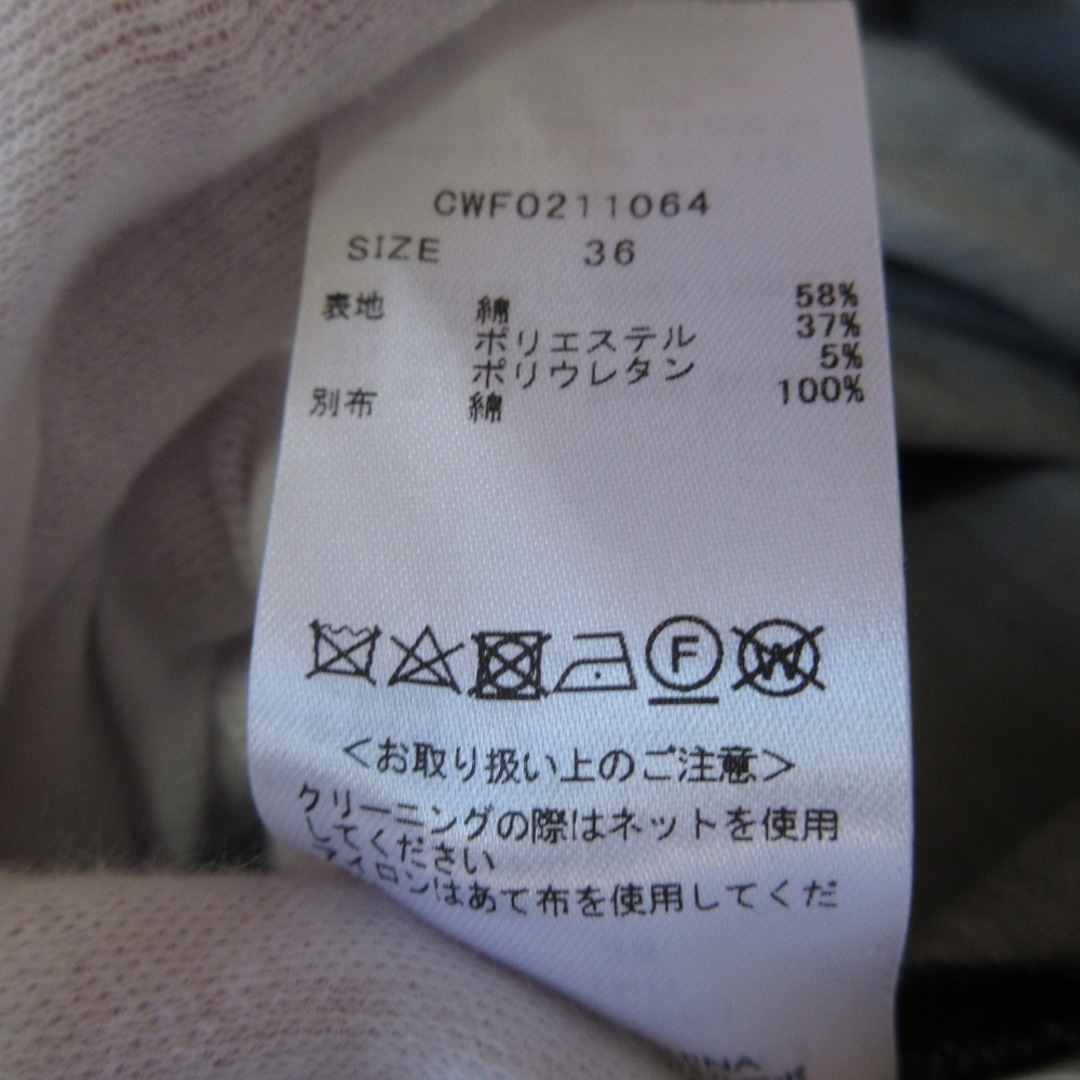 CWF0211064
SIZE 36
表地 綿 58%
ポリエステル 37%
ポリウレタン 5%
別布 綿 100%
F W
<お取り扱い上のご注意>
クリーニングの際はネットを使用
してください
アイロンはあて布を使用してくだ